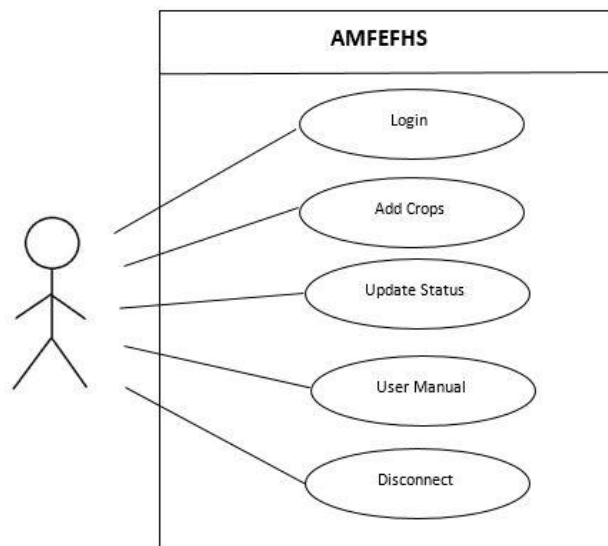 AMFEFHS
Login
Add Crops
Update Status
User Manual
Disconnect